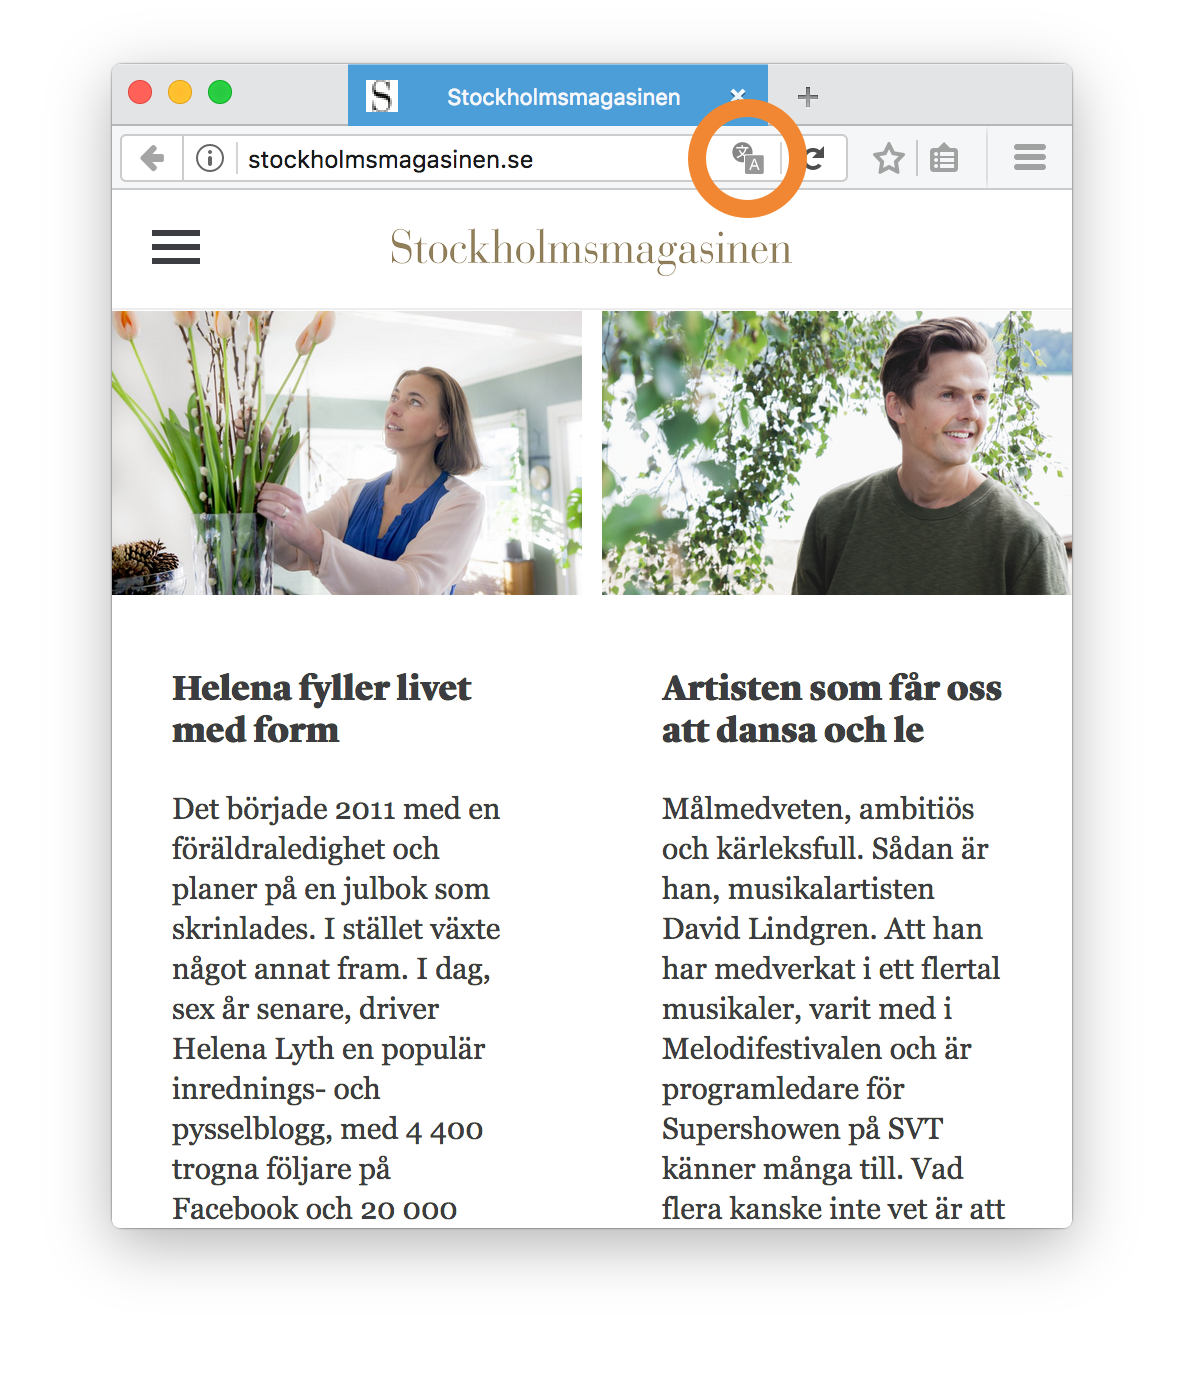 S Stockholmsmagasinen
stockholmsmagasinen.se 文A
Stockholmsmagasinen
Helena fyller livet
med form
Det började 2011 med en
föräldraledighet och
planer på en julbok som
skrinlades. I stället växte
något annat fram. I dag,
sex år senare, driver
Helena Lyth en populär
inrednings- och
pysselblogg, med 4 400
trogna följare på
Facebook och 20 000
Artisten som får oss
att dansa och le
Målmedveten, ambitiös
och kärleksfull. Sådan är
han, musikalartisten
David Lindgren. Att han
har medverkat i ett flertal
musikaler, varit med i
Melodifestivalen och är
programledare för
Supershowen på SVT
känner många till. Vad
flera kanske inte vet är att